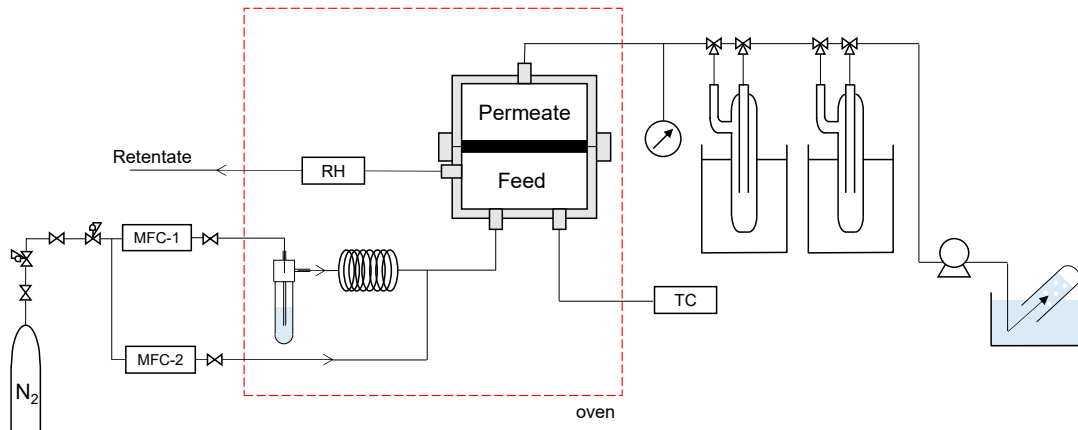 Permeate
Retentate
RH
Feed
MFC-1
TC
MFC-2
N₂
oven